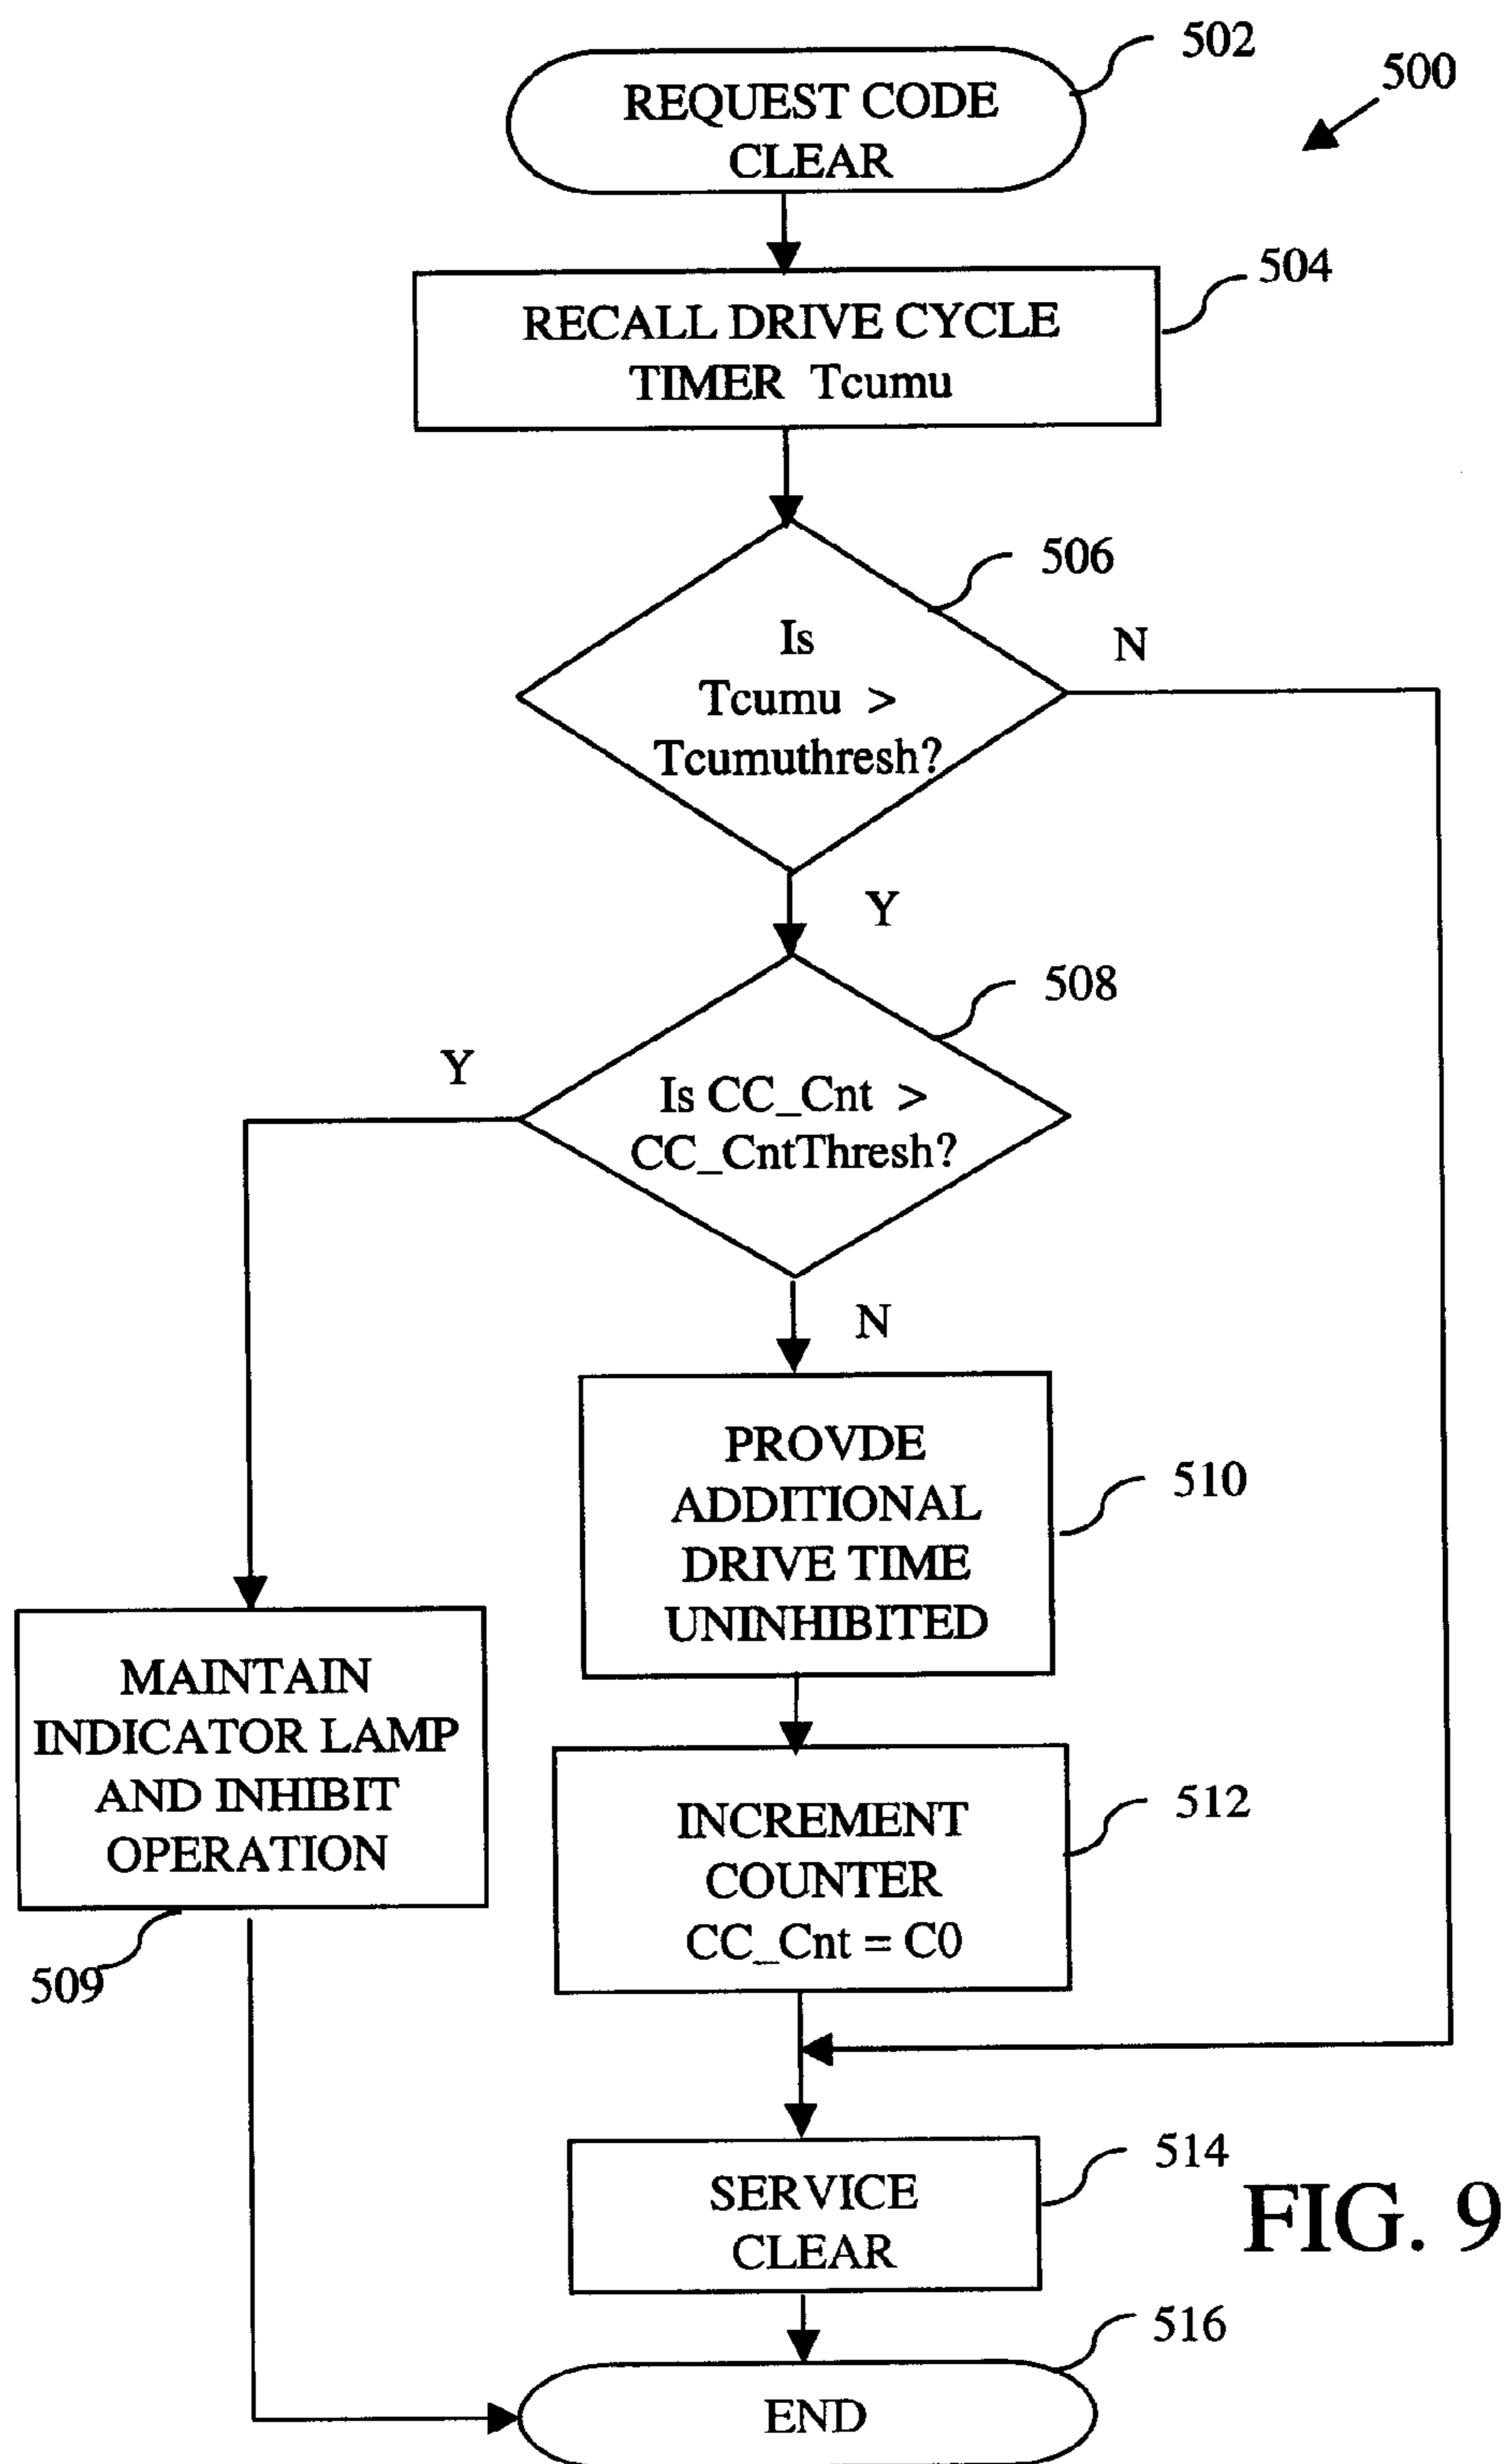 502
500
REQUEST CODE
CLEAR
504
RECALL DRIVE CYCLE
TIMER Tcumu
506
Is
Tcumu >
Tcumuthresh?
N
Y
508
Y
Is CC_Cnt >
CC_CntThresh?
N
PROVDE
ADDITIONAL
DRIVE TIME
UNINHIBITED
510
MAINTAIN
INDICATOR LAMP
AND INHIBIT
OPERATION
509
INCREMENT
COUNTER
CC_Cnt = C0
512
SERVICE
CLEAR
514
FIG. 9
516
END